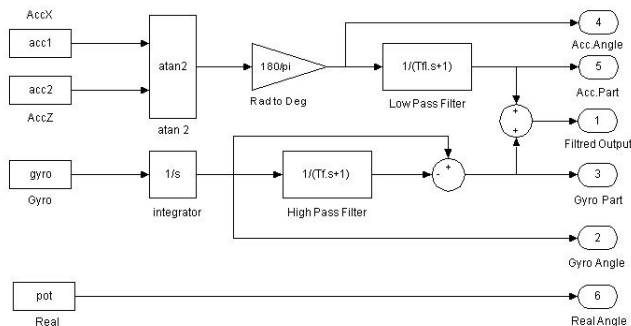 AccX
acc1
acc2
AccZ
atan2
atan 2
180/pi
Rad to Deg
1/(Tfl.s+1)
Low Pass Filter
4
Acc.Angle
5
Acc.Part
+
+
1
Filtred Output
gyro
Gyro
1/s
integrator
1/(Tf.s+1)
High Pass Filter
+
-
3
Gyro Part
2
Gyro Angle
pot
Real
6
Real Angle